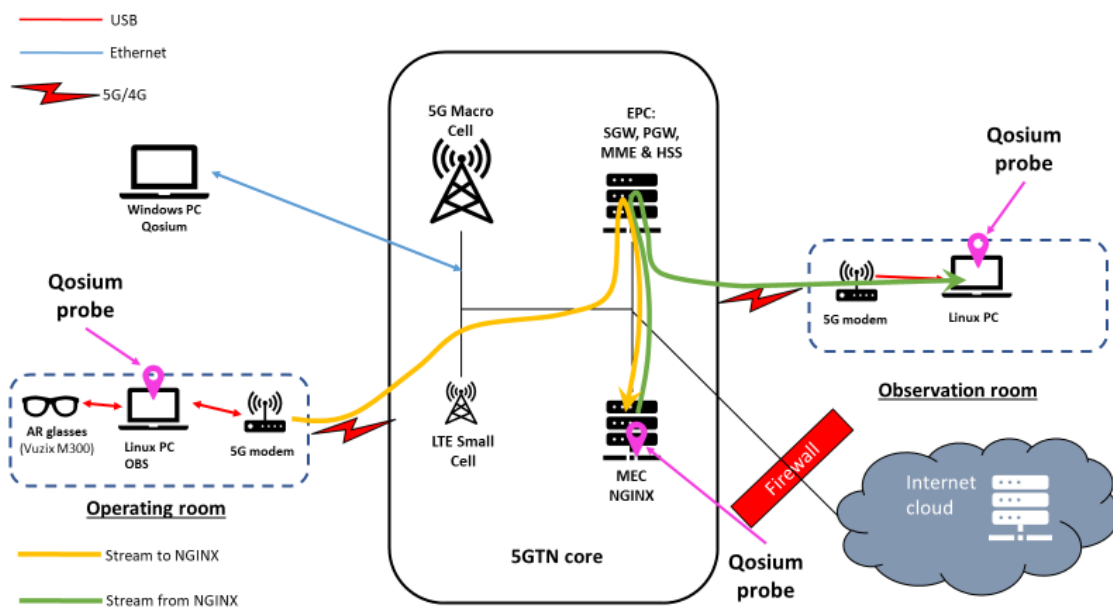 USB
Ethernet
5G/4G
5G Macro
Cell
EPC:
SGW, PGW,
MME & HSS
Qosium
probe
Windows PC
Qosium
Qosium
probe
5G modem
Linux PC
Observation room
AR glasses
(Vuzix M300)
Linux PC
OBS
5G modem
LTE Small
Cell
MEC
NGINX
Firewall
Internet
cloud
Operating room
Stream to NGINX
5GTN core
Qosium
probe
Stream from NGINX